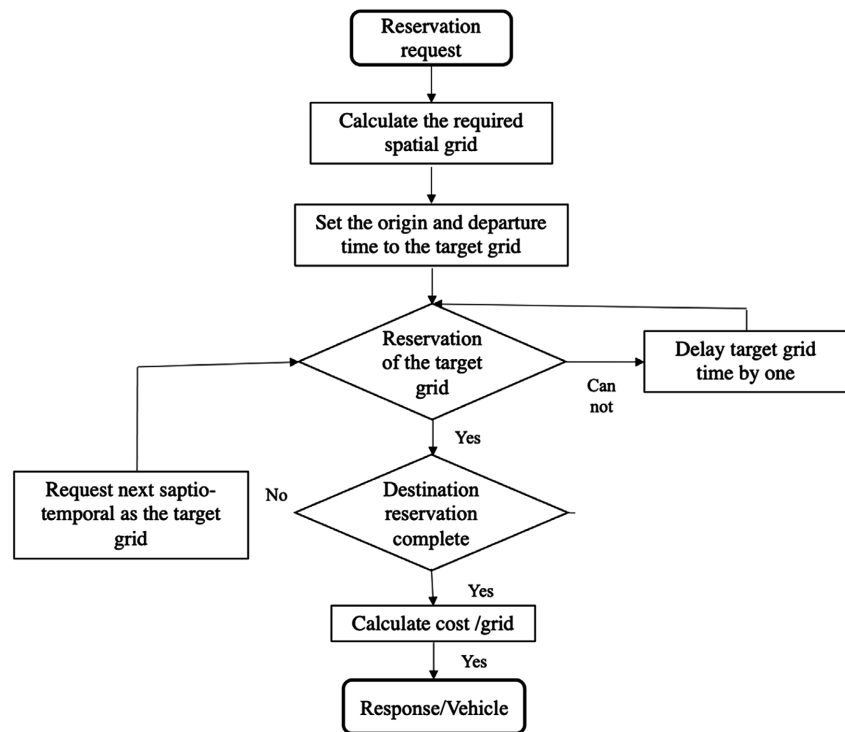 Reservation
request
Calculate the required
spatial grid
Set the origin and departure
time to the target grid
Reservation
of the target
grid
Can
not
Delay target grid
time by one
Yes
Request next saptio-
temporal as the target
grid
No
Destination
reservation
complete
Yes
Calculate cost /grid
Yes
Response/Vehicle